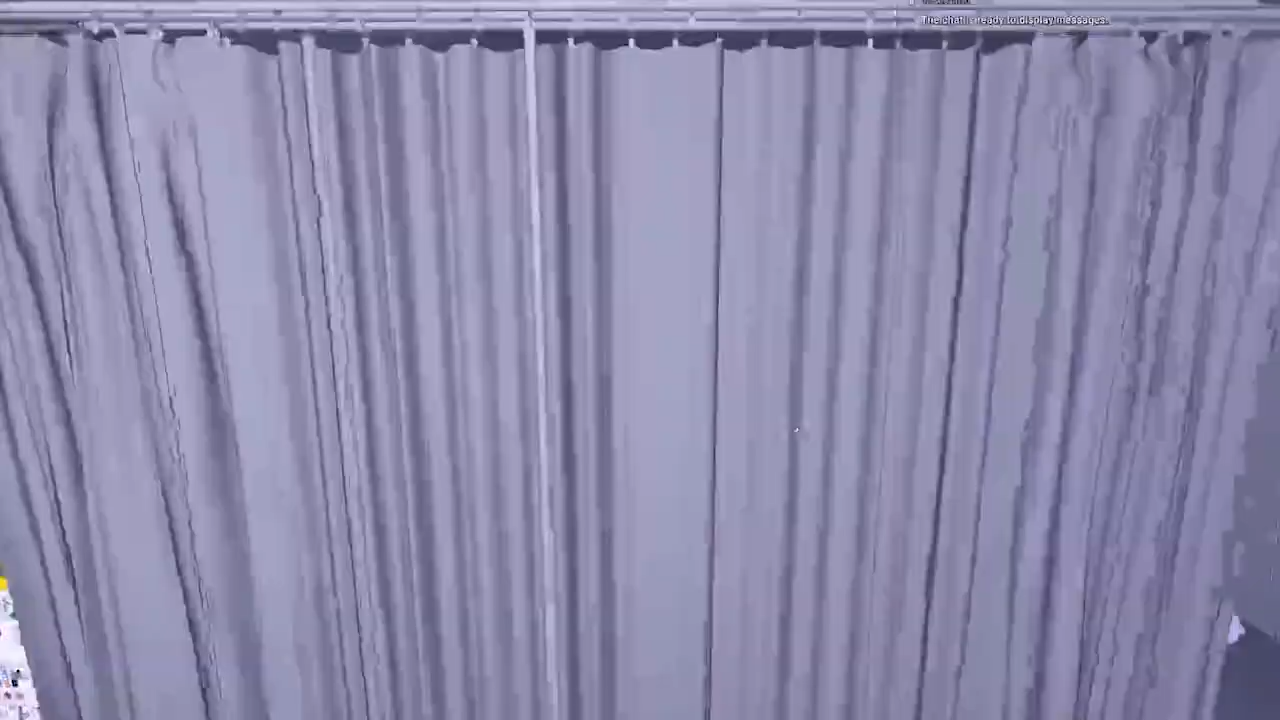 The chat is ready to display messages.